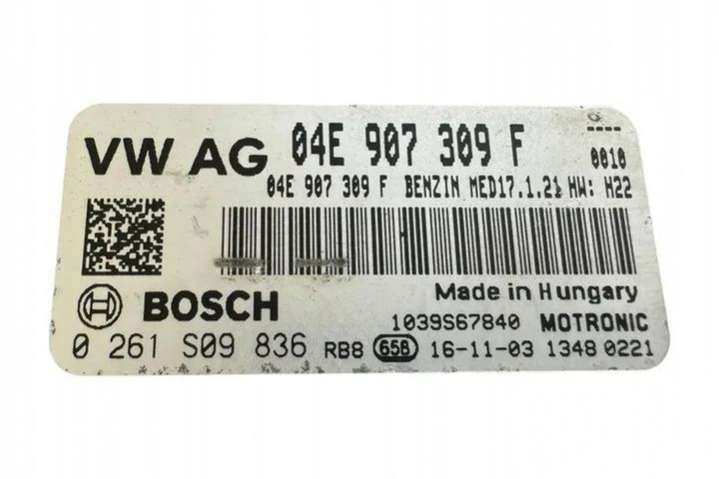 VW AG 04E 907 309 F
0010
04E 907 309 F BENZIN MED17.1.21 HW: H22
BOSCH
Made in Hungary
1039S67840 MOTRONIC
0 261 S09 836 RB8 65B 16-11-03 1348 0221